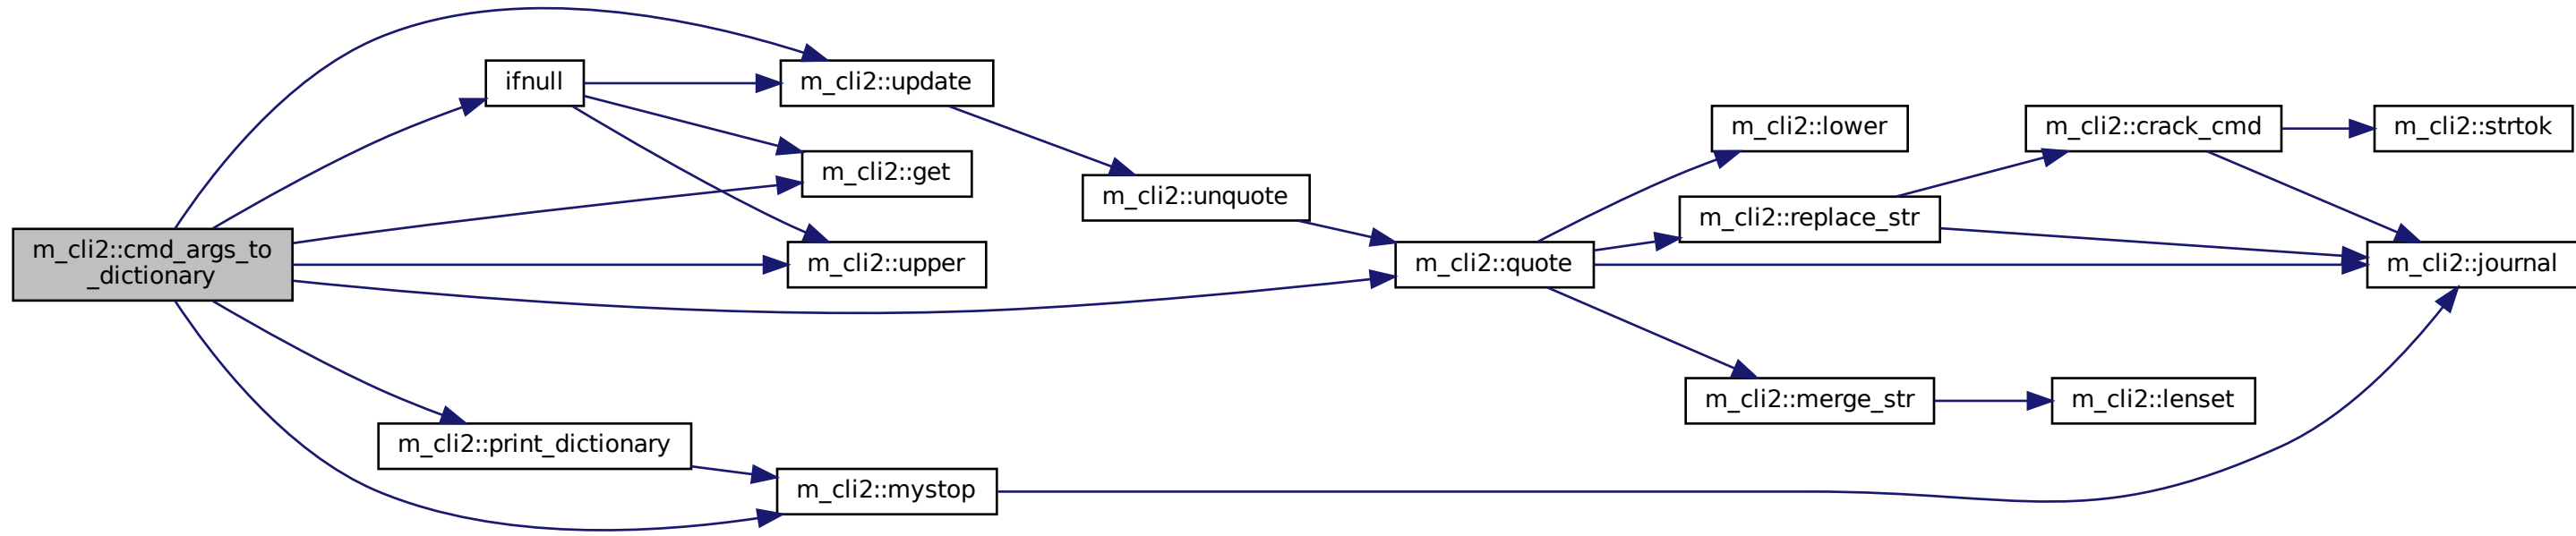 m_cli2::cmd_args_to
_dictionary
ifnull
m_cli2::update
m_cli2::get
m_cli2::upper
m_cli2::print_dictionary
m_cli2::mystop
m_cli2::unquote
m_cli2::quote
m_cli2::lower
m_cli2::replace_str
m_cli2::merge_str
m_cli2::crack_cmd
m_cli2::lenset
m_cli2::strtok
m_cli2::journal